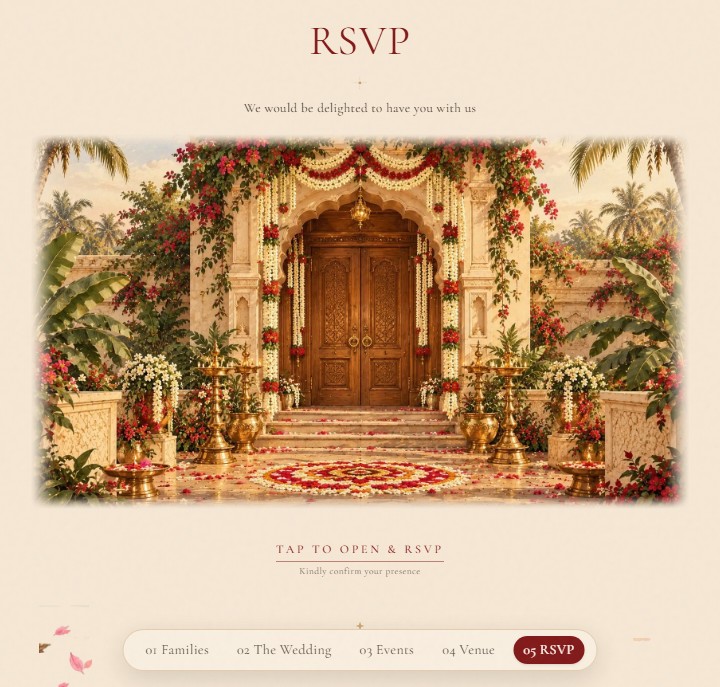 RSVP
We would be delighted to have you with us
TAP TO OPEN & RSVP
Kindly confirm your presence
01 Families 02 The Wedding 03 Events 04 Venue 05 RSVP